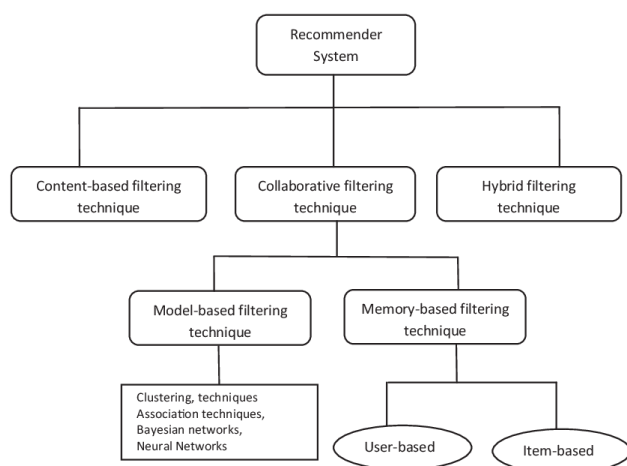 Recommender
System
Content-based filtering
technique
Collaborative filtering
technique
Hybrid filtering
technique
Model-based filtering
technique
Memory-based filtering
technique
Clustering, techniques
Association techniques,
Bayesian networks,
Neural Networks
User-based
Item-based